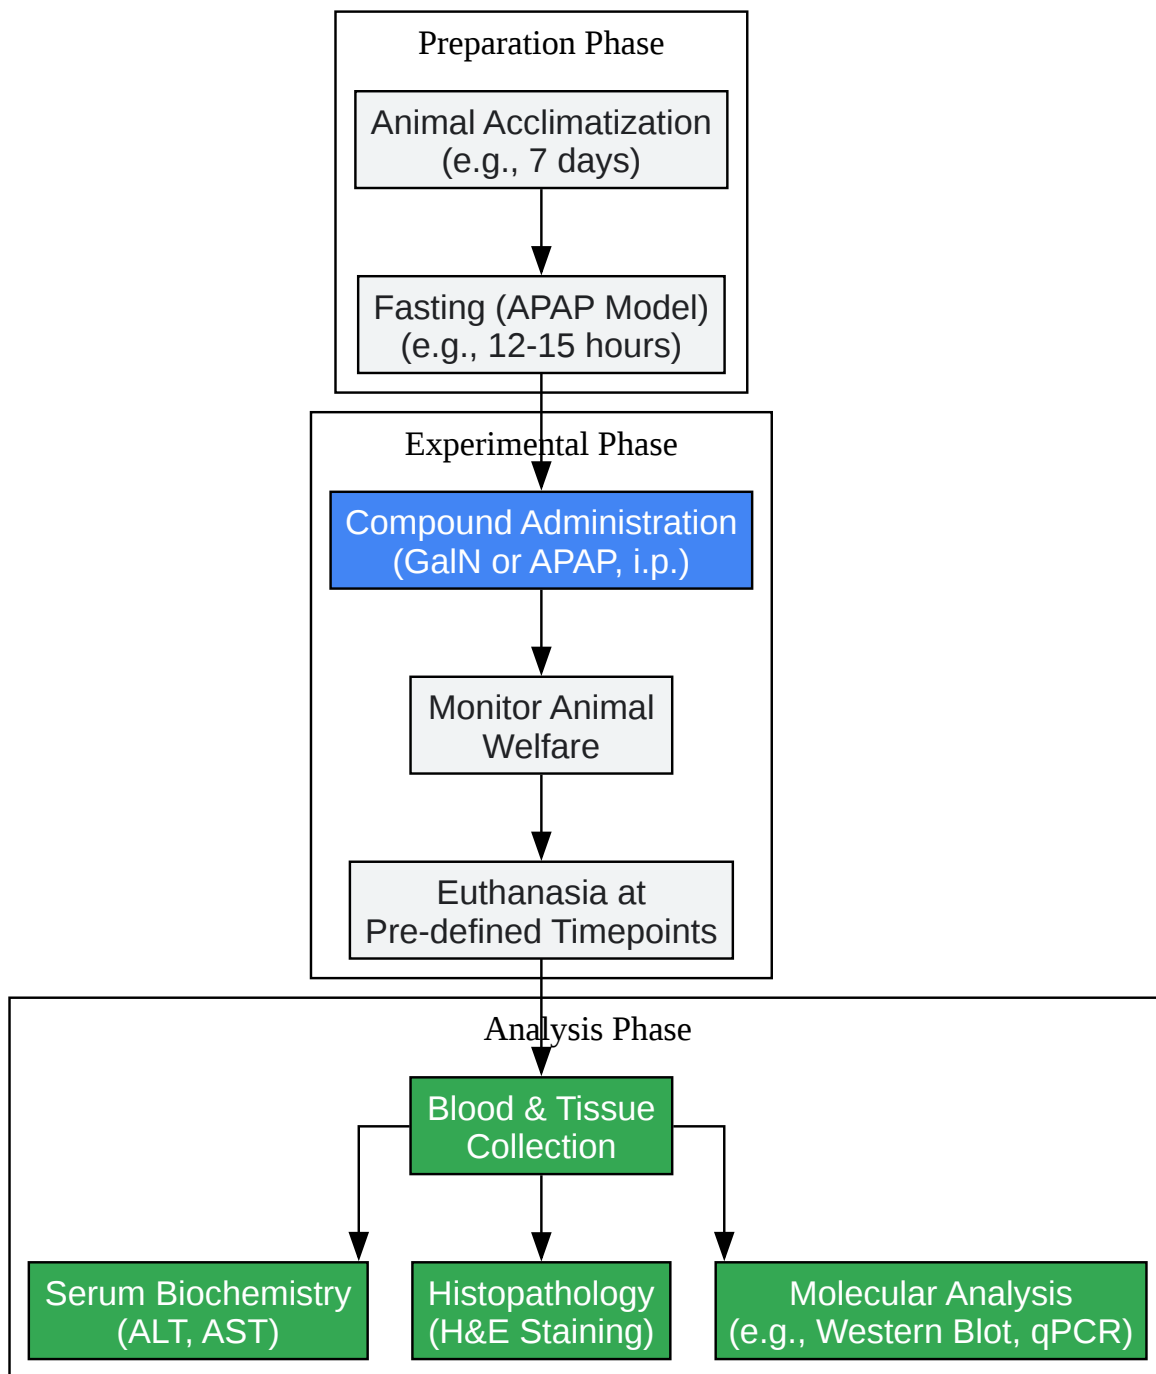 Preparation Phase
Animal Acclimatization
(e.g., 7 days)
Fasting (APAP Model)
(e.g., 12-15 hours)
Experimental Phase
Compound Administration
(GalN or APAP, i.p.)
Monitor Animal
Welfare
Euthanasia at
Pre-defined Timepoints
Analysis Phase
Blood & Tissue
Collection
Serum Biochemistry
(ALT, AST)
Histopathology
(H&E Staining)
Molecular Analysis
(e.g., Western Blot, qPCR)